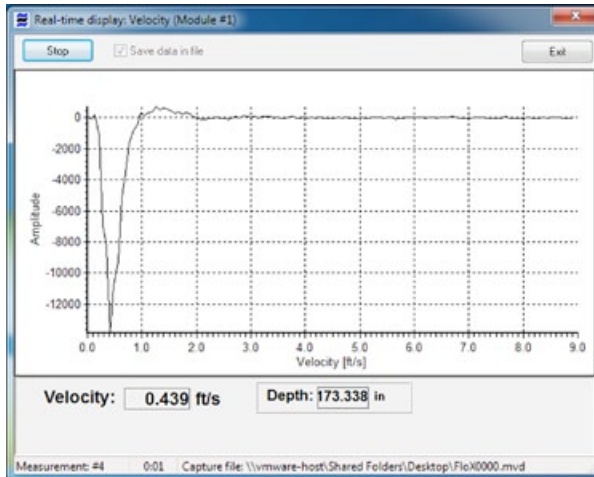 Real-time display: Velocity (Module #1)
Stop Save data in file Exit
0
-2000
-4000
-6000
-8000
-10000
-12000
Amplitude
0.0 1.0 2.0 3.0 4.0 5.0 6.0 7.0 8.0 9.0
Velocity [ft/s]
Velocity: 0.439 ft/s Depth: 173.338 in
Measurement: #4 0:01 Capture file: \\vmware-host\Shared Folders\Desktop\FloX0000.mvd